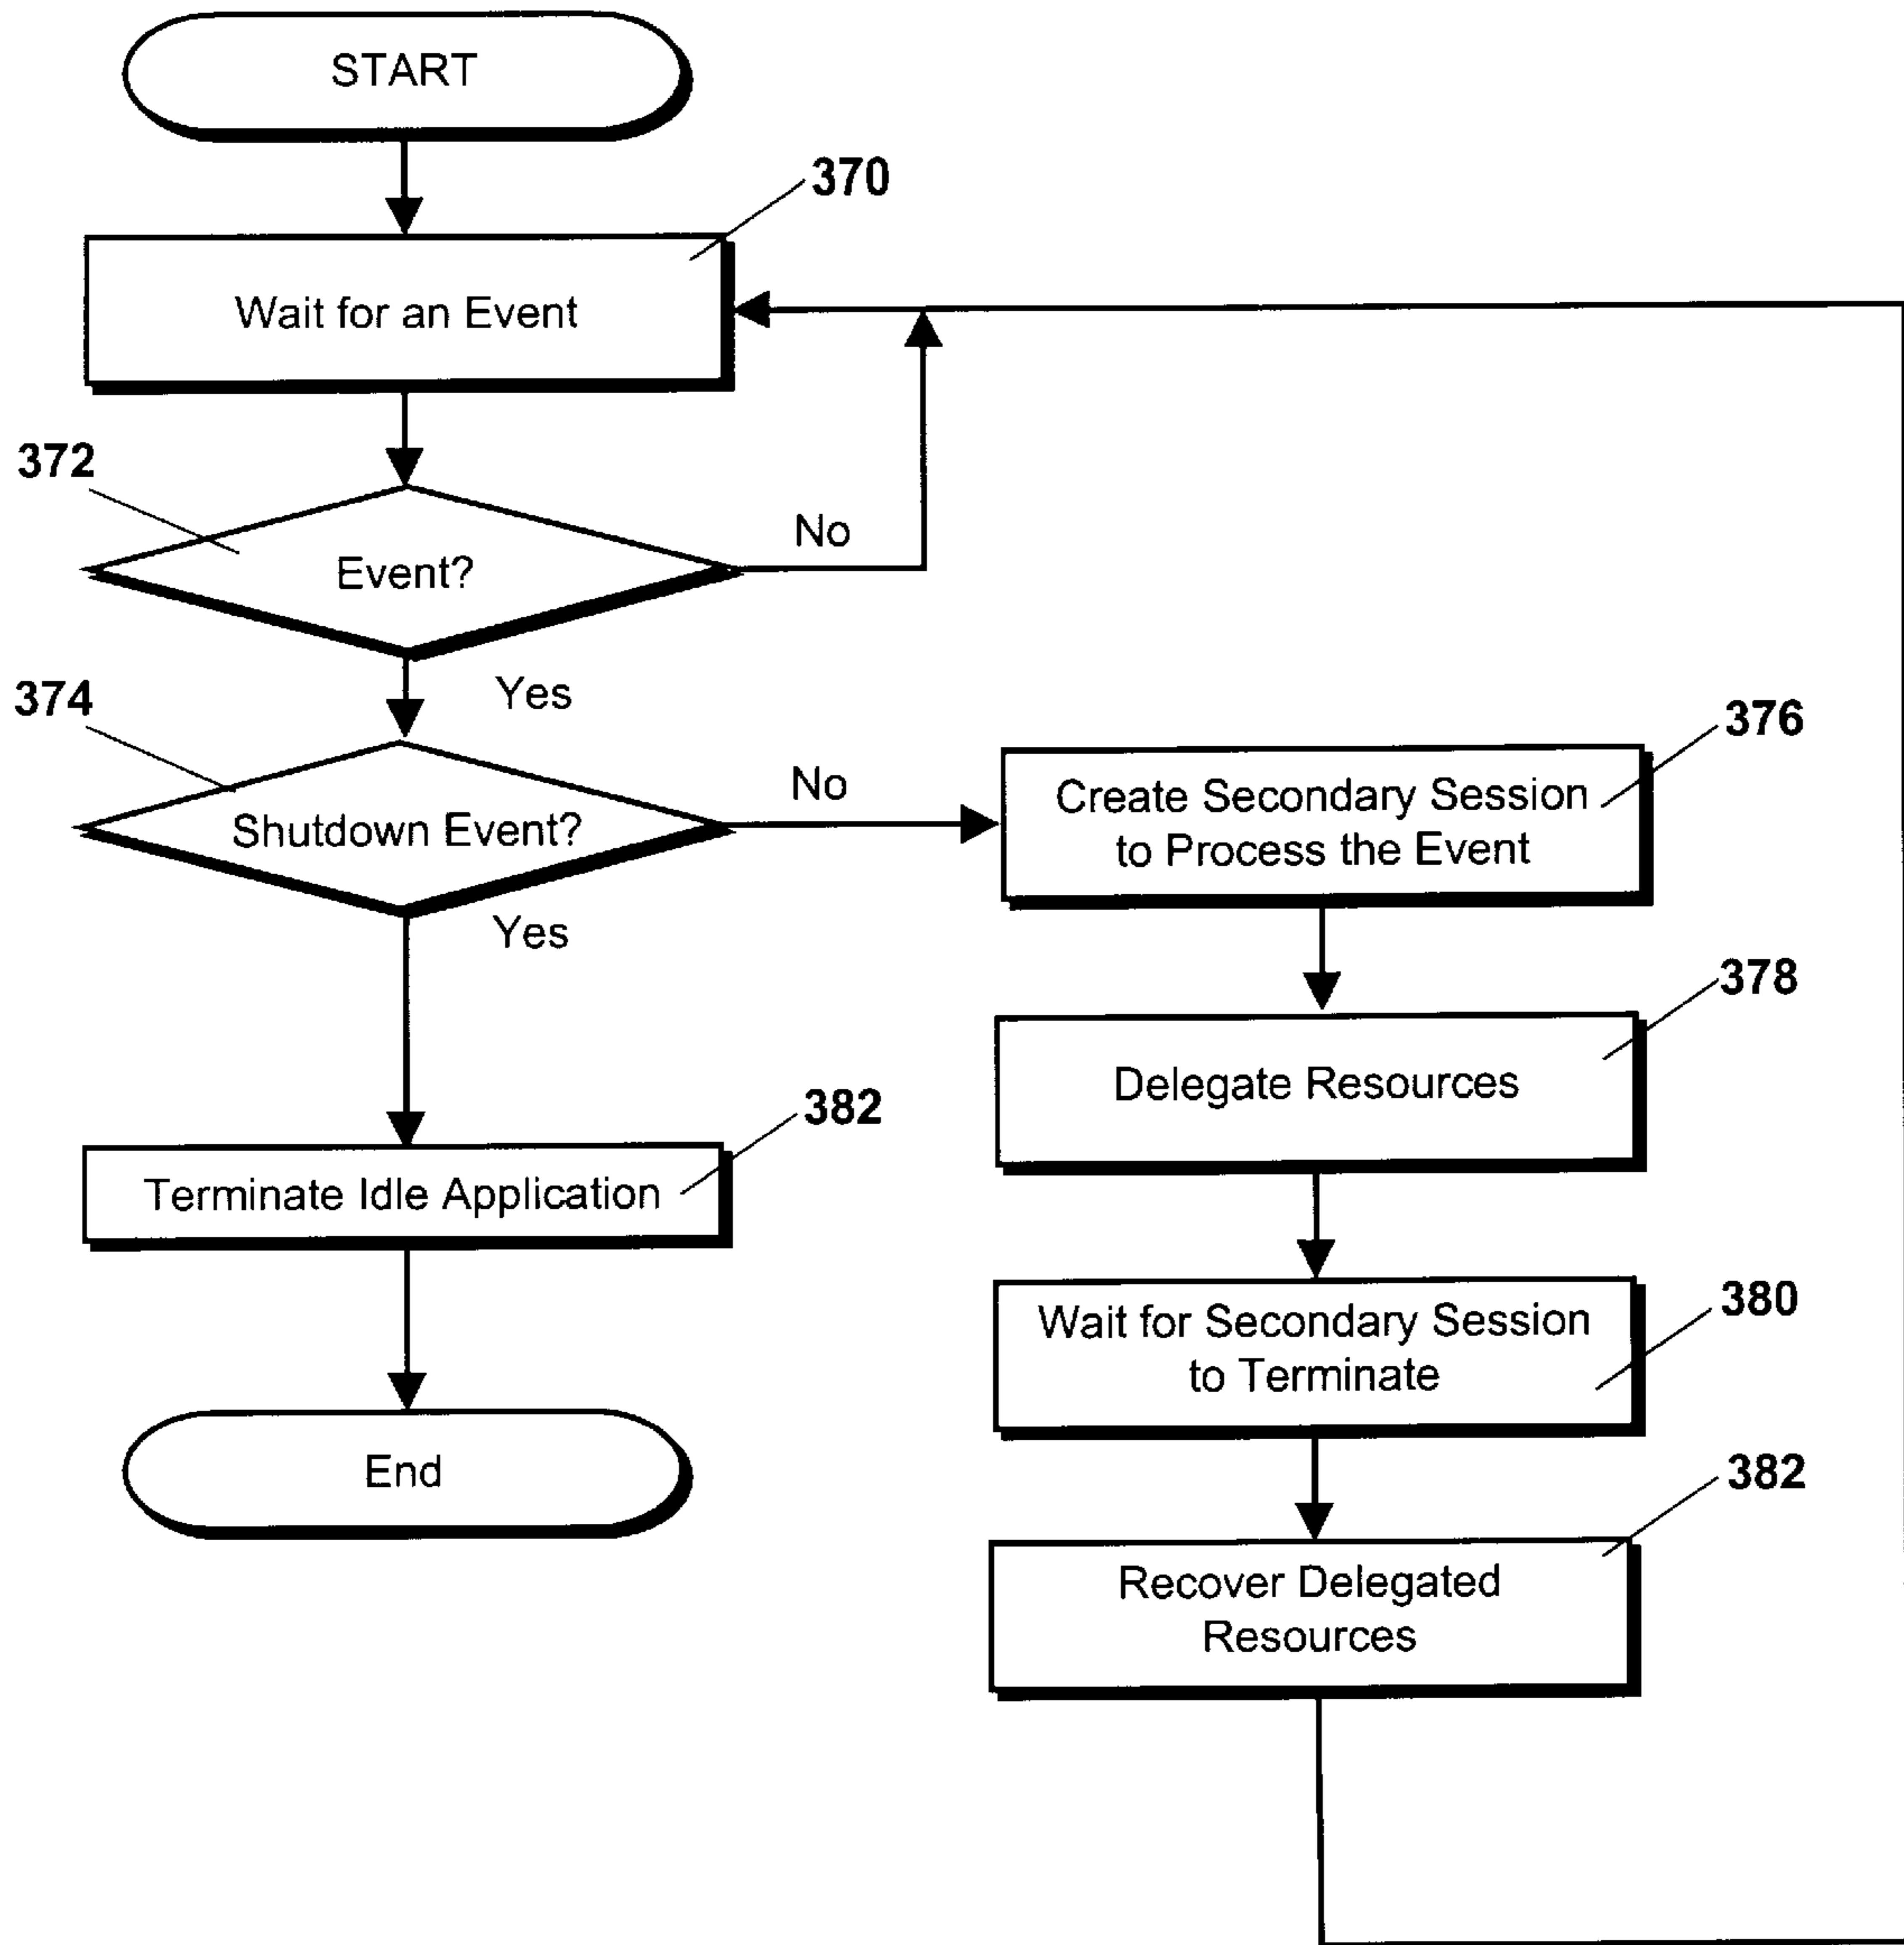 START
370
Wait for an Event
372
Event?
No
Yes
374
Shutdown Event?
No
Yes
376
Create Secondary Session
to Process the Event
378
Delegate Resources
382
Terminate Idle Application
380
Wait for Secondary Session
to Terminate
End
382
Recover Delegated
Resources